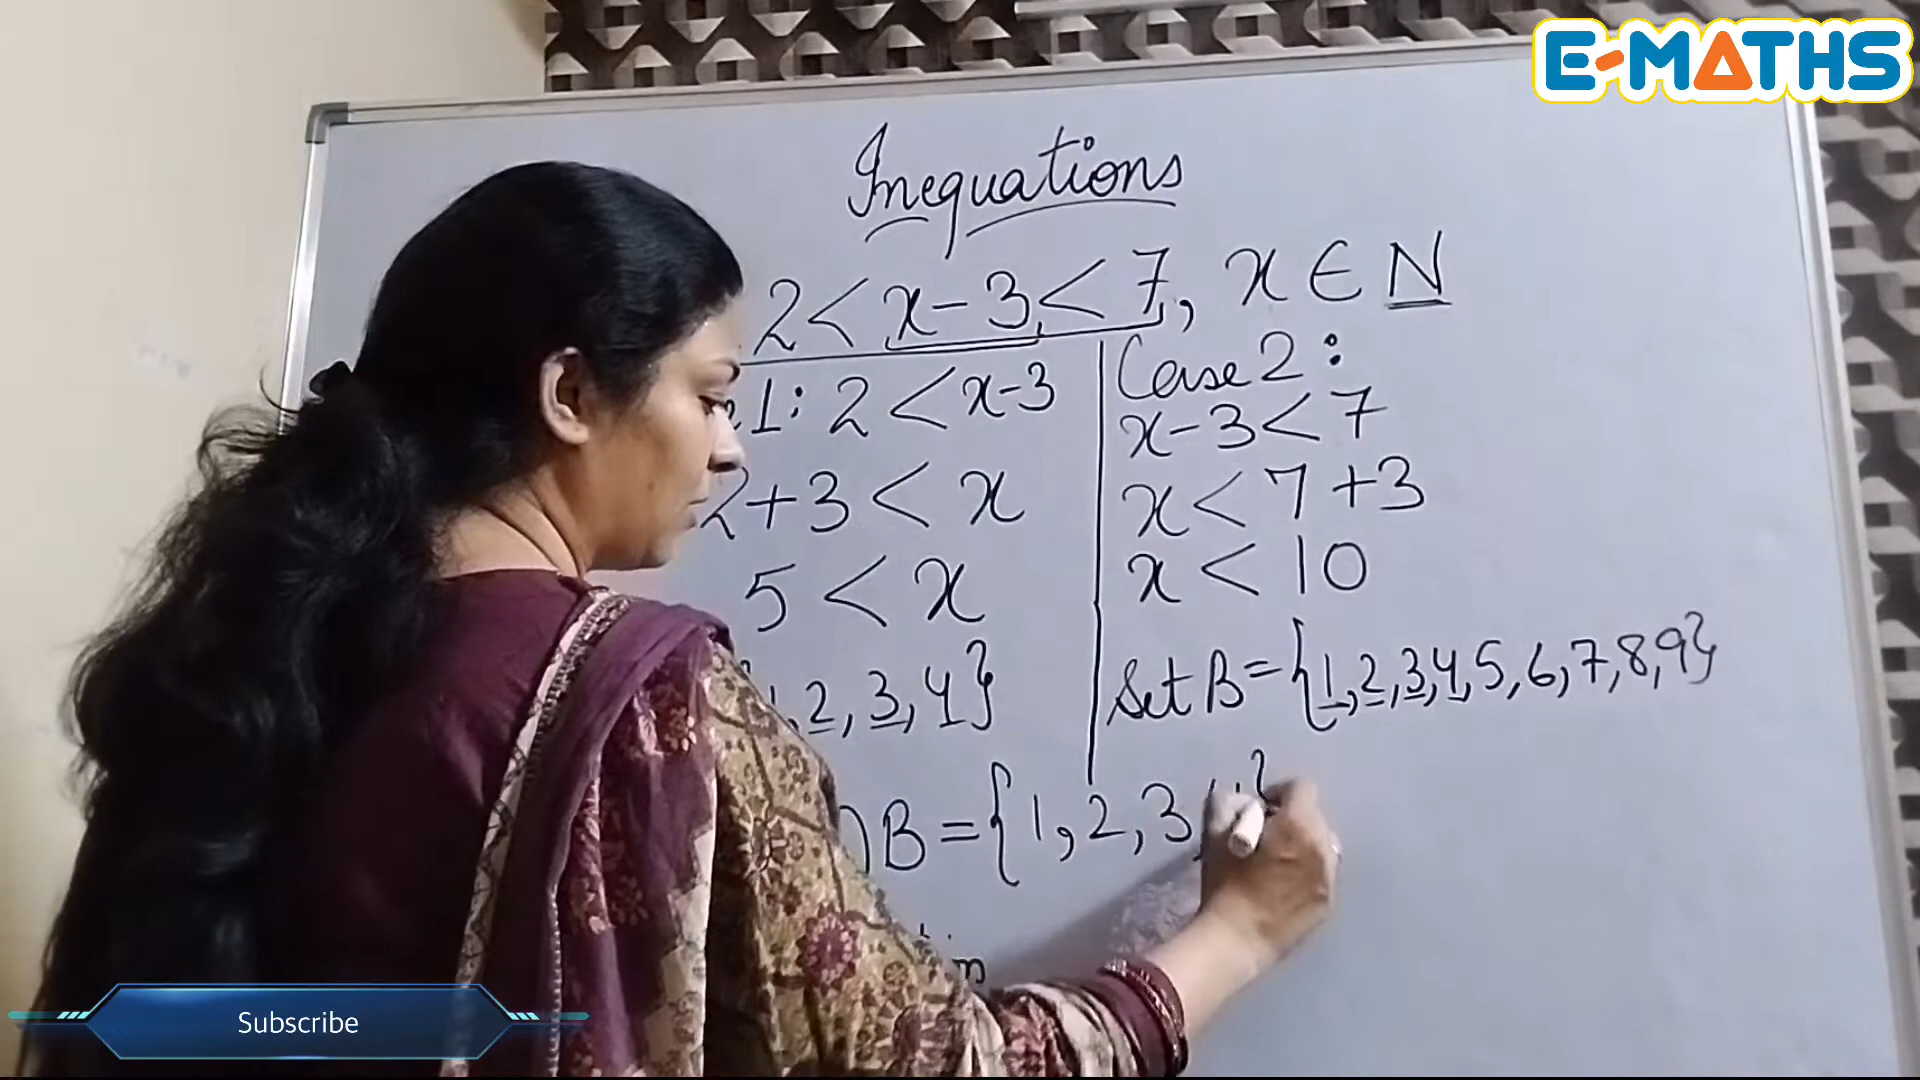 E-MATHS
Inequations
2 < x - 3 < 7, x ∈ N
1: 2 < x - 3
2 + 3 < x
5 < x
, 2, 3, 4}
Case 2:
x - 3 < 7
x < 7 + 3
x < 10
Set B = {1, 2, 3, 4, 5, 6, 7, 8, 9}
∩ B = {1, 2, 3, }
Subscribe